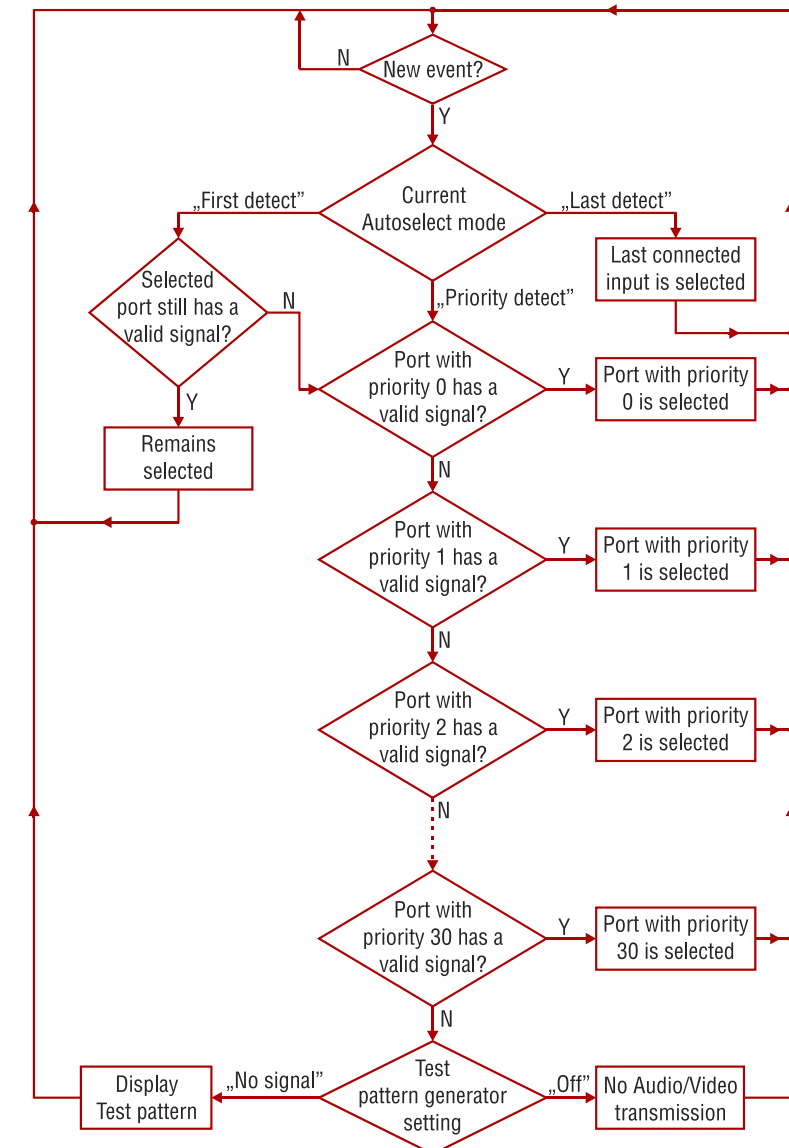 N
New event?
Y
„First detect”
Current
Autoselect mode
„Last detect”
Last connected
input is selected
Selected
port still has a
valid signal?
N
„Priority detect”
Y
Remains
selected
Port with
priority 0 has a
valid signal?
Y
Port with priority
0 is selected
N
Port with
priority 1 has a
valid signal?
Y
Port with priority
1 is selected
N
Port with
priority 2 has a
valid signal?
Y
Port with priority
2 is selected
N
Port with
priority 30 has a
valid signal?
Y
Port with priority
30 is selected
N
Display
Test pattern
„No signal”
Test
pattern generator
setting
„Off”
No Audio/Video
transmission